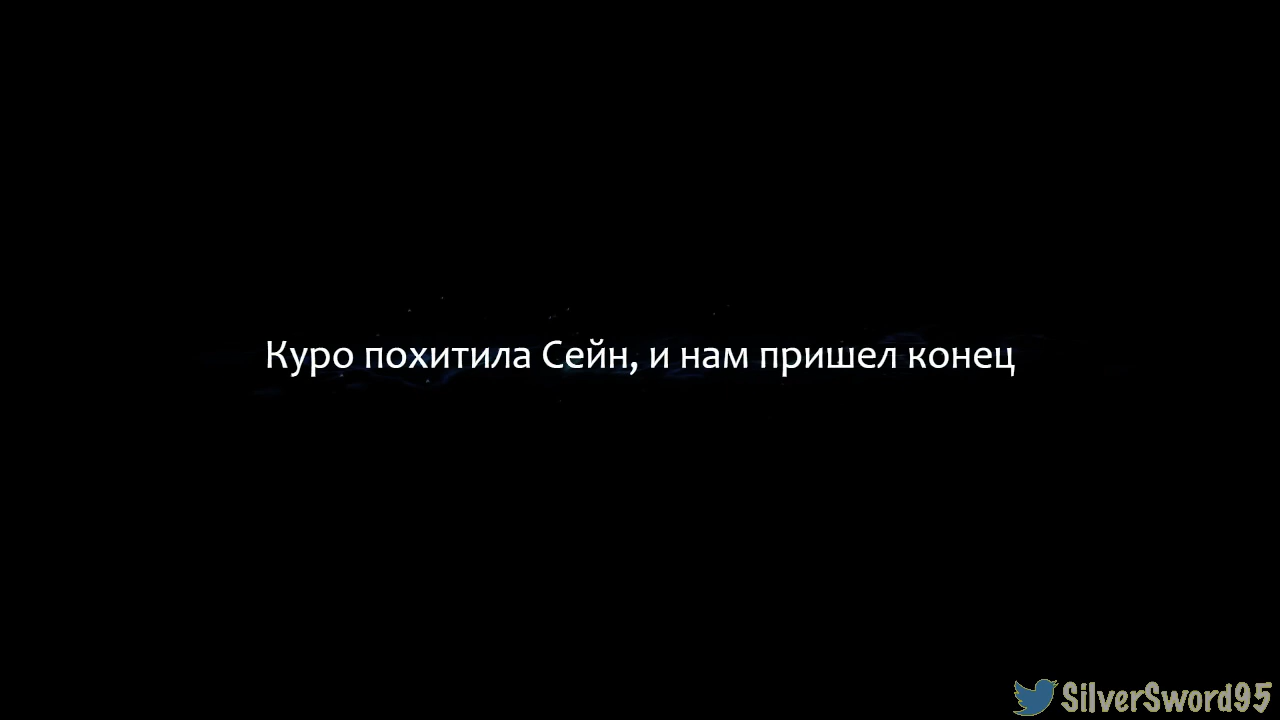 Куро похитила Сейн, и нам пришел конец
SilverSword95